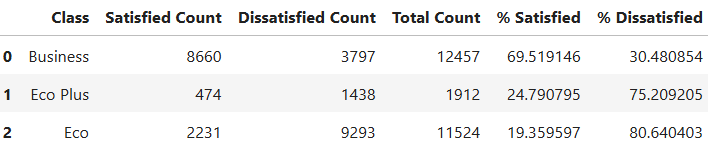 Class Satisfied Count Dissatisfied Count Total Count % Satisfied % Dissatisfied
0 Business 8660 3797 12457 69.519146 30.480854
1 Eco Plus 474 1438 1912 24.790795 75.209205
2 Eco 2231 9293 11524 19.359597 80.640403